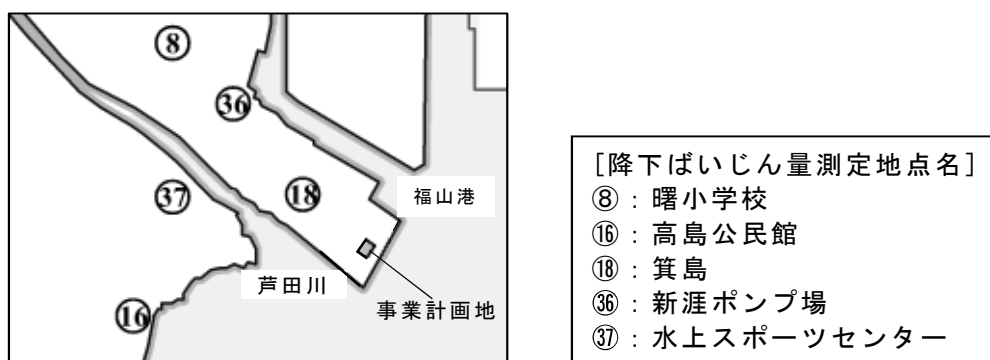 ⑧
㊱
㊲
⑱
福山港
芦田川
事業計画地
⑯
[降下ばいじん量測定地点名]
⑧：曙小学校
⑯：高島公民館
⑱：箕島
㊱：新涯ポンプ場
㊲：水上スポーツセンター